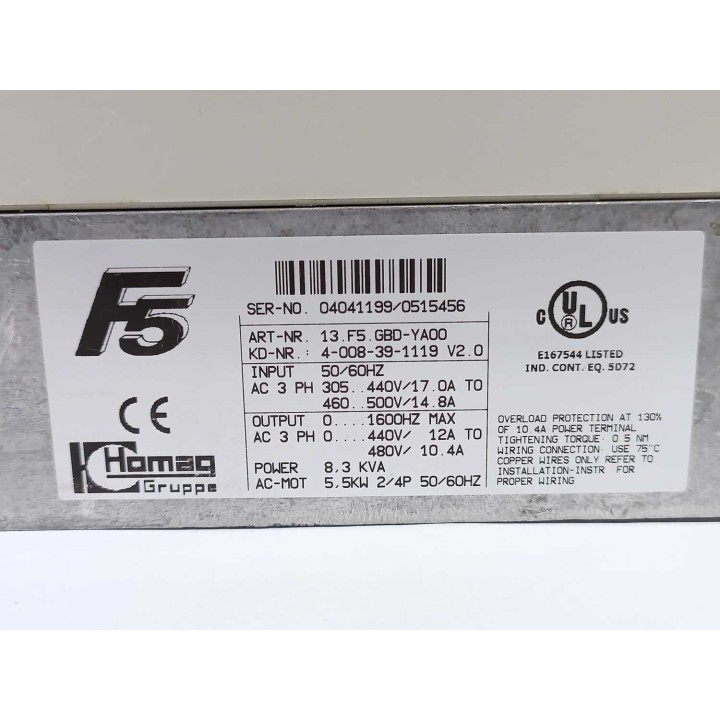 F5
SER-NO. 04041199/0515456
ART-NR. 13.F5.GBD-YA00
KD-NR.: 4-008-39-1119 V2.0
INPUT 50/60HZ
AC 3 PH 305..440V/17.0A TO
460..500V/14.8A
OUTPUT 0....1600HZ MAX
AC 3 PH 0....440V/ 12A TO
480V/ 10.4A
POWER 8,3 KVA
AC-MOT 5,5KW 2/4P 50/60HZ
CE
Homag
Gruppe
C UL R US
E167544 LISTED
IND. CONT. EQ. 5D72
OVERLOAD PROTECTION AT 130%
OF 10.4A POWER TERMINAL
TIGHTENING TORQUE: 0.5 NM
WIRING CONNECTION: USE 75°C
COPPER WIRES ONLY REFER TO
INSTALLATION-INSTR FOR
PROPER WIRING